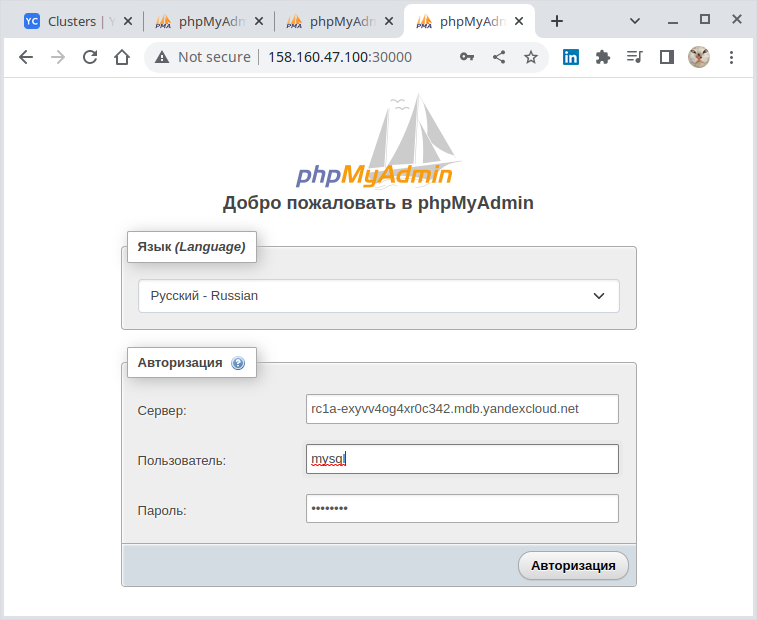 Clusters | Y
phpMyAdm
phpMyAdm
phpMyAdm
Not secure
158.160.47.100:30000
phpMyAdmin
Добро пожаловать в phpMyAdmin
Язык (Language)
Русский - Russian
Авторизация
Сервер:
rc1a-exyvv4og4xr0c342.mdb.yandexcloud.net
Пользователь:
mysql
Пароль:
••••••••
Авторизация